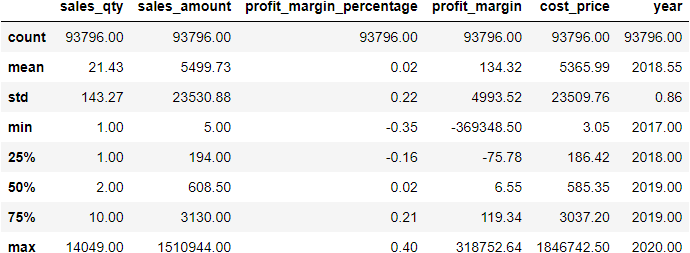 sales_qty sales_amount profit_margin_percentage profit_margin cost_price year
count 93796.00 93796.00 93796.00 93796.00 93796.00 93796.00
mean 21.43 5499.73 0.02 134.32 5365.99 2018.55
std 143.27 23530.88 0.22 4993.52 23509.76 0.86
min 1.00 5.00 -0.35 -369348.50 3.05 2017.00
25% 1.00 194.00 -0.16 -75.78 186.42 2018.00
50% 2.00 608.50 0.02 6.55 585.35 2019.00
75% 10.00 3130.00 0.21 119.34 3037.20 2019.00
max 14049.00 1510944.00 0.40 318752.64 1846742.50 2020.00